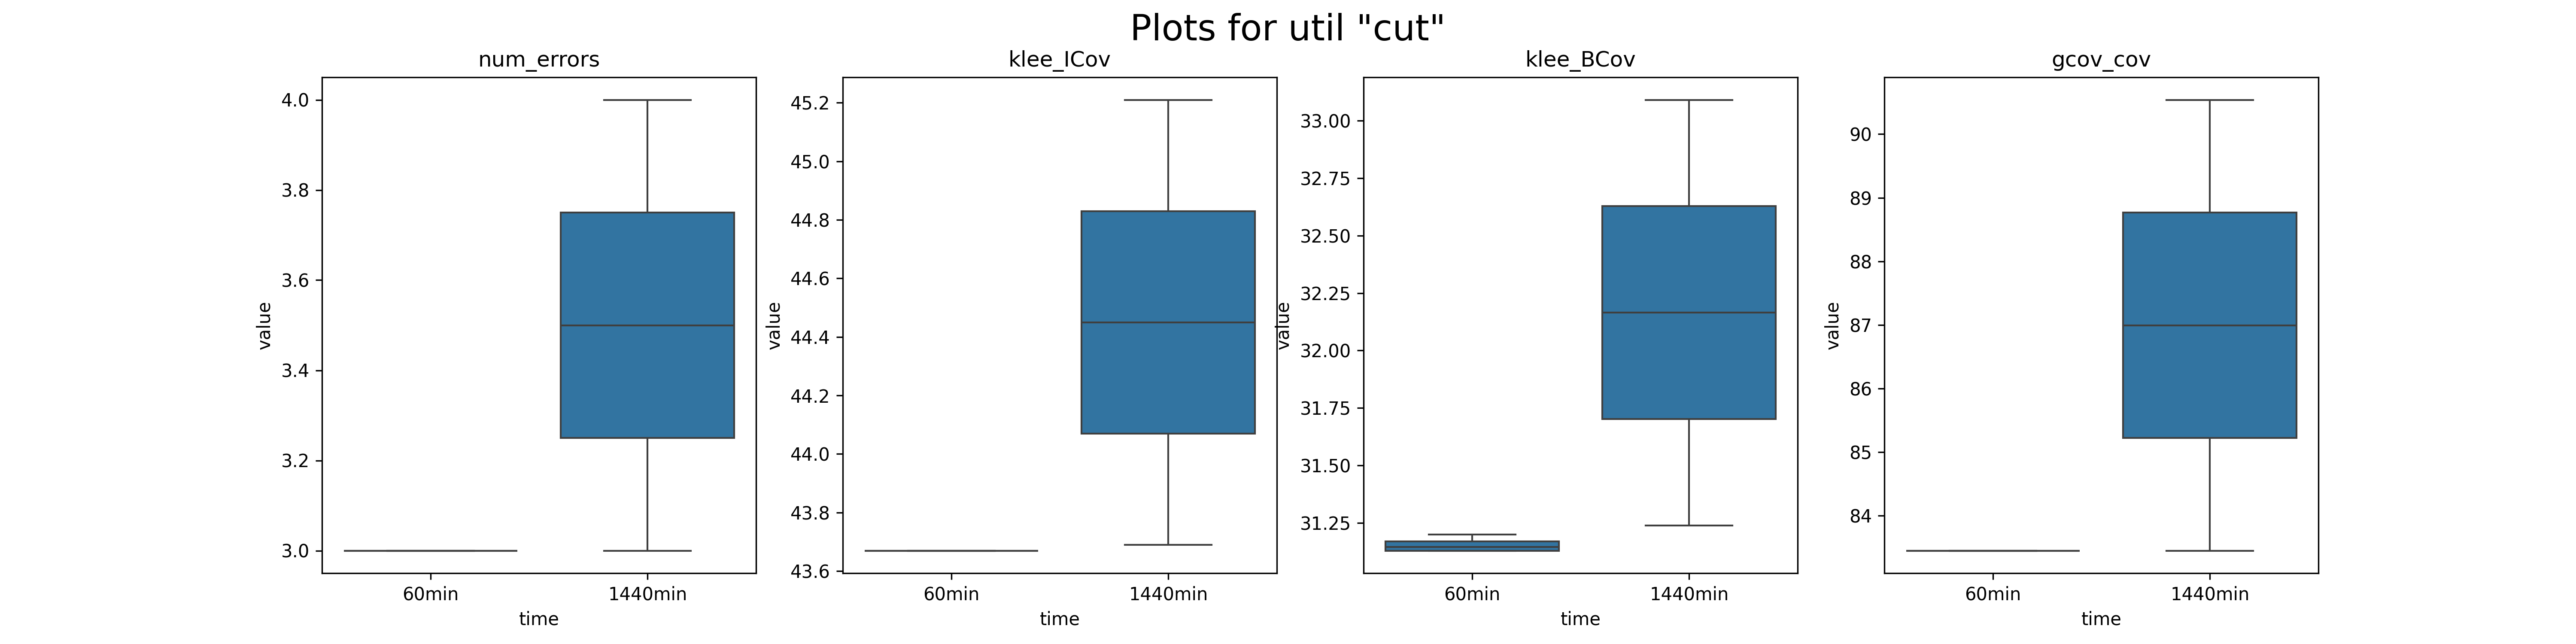 Plots for util "cut"
num_errors
4.0
3.8
3.6
3.4
3.2
3.0
value
60min
1440min
time
klee_ICov
45.2
45.0
44.8
44.6
44.4
44.2
44.0
43.8
43.6
value
60min
1440min
time
klee_BCov
33.00
32.75
32.50
32.25
32.00
31.75
31.50
31.25
value
60min
1440min
time
gcov_cov
90
89
88
87
86
85
84
value
60min
1440min
time